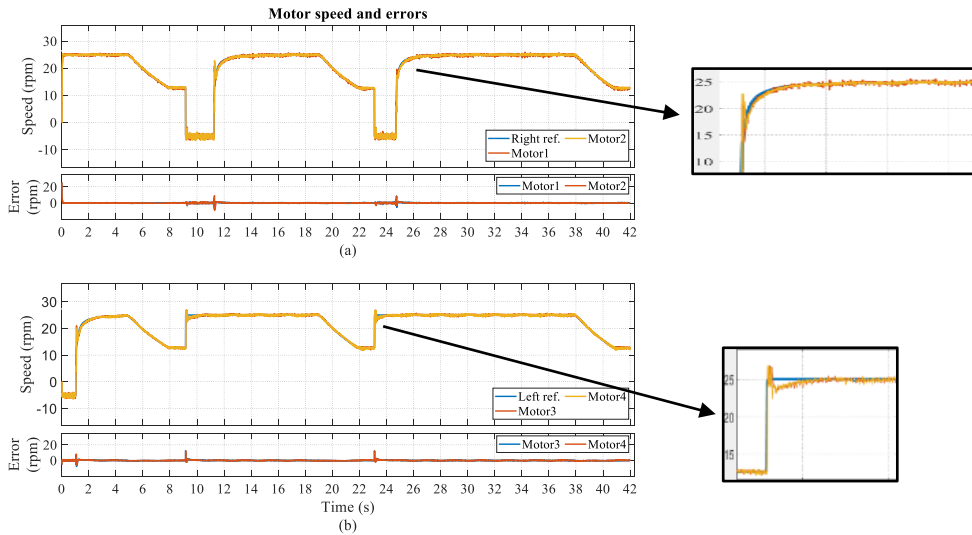 Motor speed and errors
30
20
10
0
-10
Speed (rpm)
Right ref.
Motor2
Motor1
20
0
Error
(rpm)
Motor1
Motor2
0 2 4 6 8 10 12 14 16 18 20 22 24 26 28 30 32 34 36 38 40 42
(a)
25
20
15
10
30
20
10
0
-10
Speed (rpm)
Left ref.
Motor4
Motor3
20
0
Error
(rpm)
Motor3
Motor4
0 2 4 6 8 10 12 14 16 18 20 22 24 26 28 30 32 34 36 38 40 42
Time (s)
(b)
25
20
15